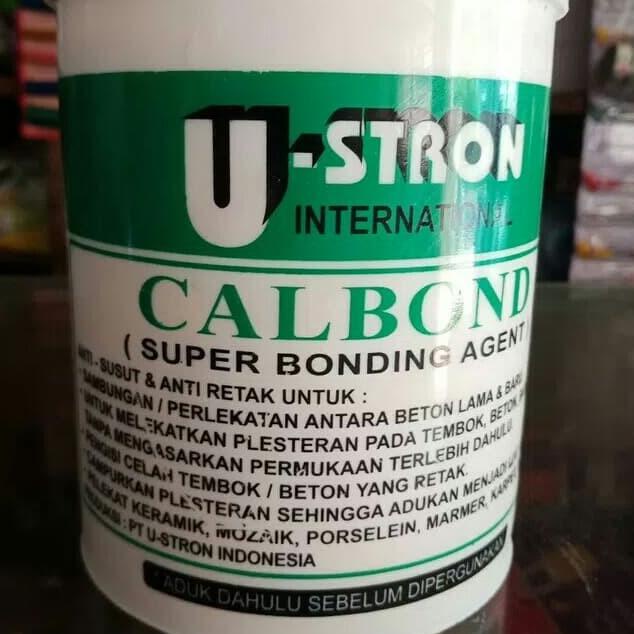 U-STRON
INTERNATIONAL
CALBOND
( SUPER BONDING AGENT
ANTI - SUSUT & ANTI RETAK UNTUK :
- SAMBUNGAN / PERLEKATAN ANTARA BETON LAMA & BARU
- UNTUK MELEKATKAN PLESTERAN PADA TEMBOK, BETON
TANPA MENGASARKAN PERMUKAAN TERLEBIH DAHULU.
- PENGISI CELAH TEMBOK / BETON YANG RETAK.
- CAMPURKAN PLESTERAN SEHINGGA ADUKAN MENJADI
- PELEKAT KERAMIK, MOZAIK, PORSELEIN, MARMER,
PRODUKSI : PT U-STRON INDONESIA
ADUK DAHULU SEBELUM DIPERGUNAKAN